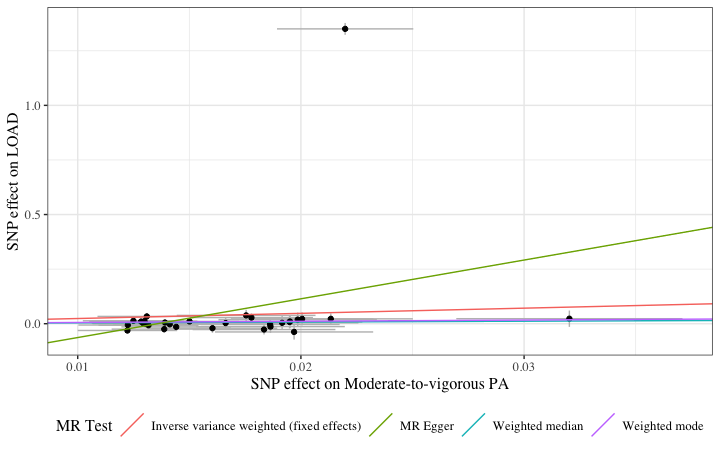 SNP effect on LOAD
1.0
0.5
0.0
0.01
0.02
0.03
SNP effect on Moderate-to-vigorous PA
MR Test Inverse variance weighted (fixed effects) MR Egger Weighted median Weighted mode